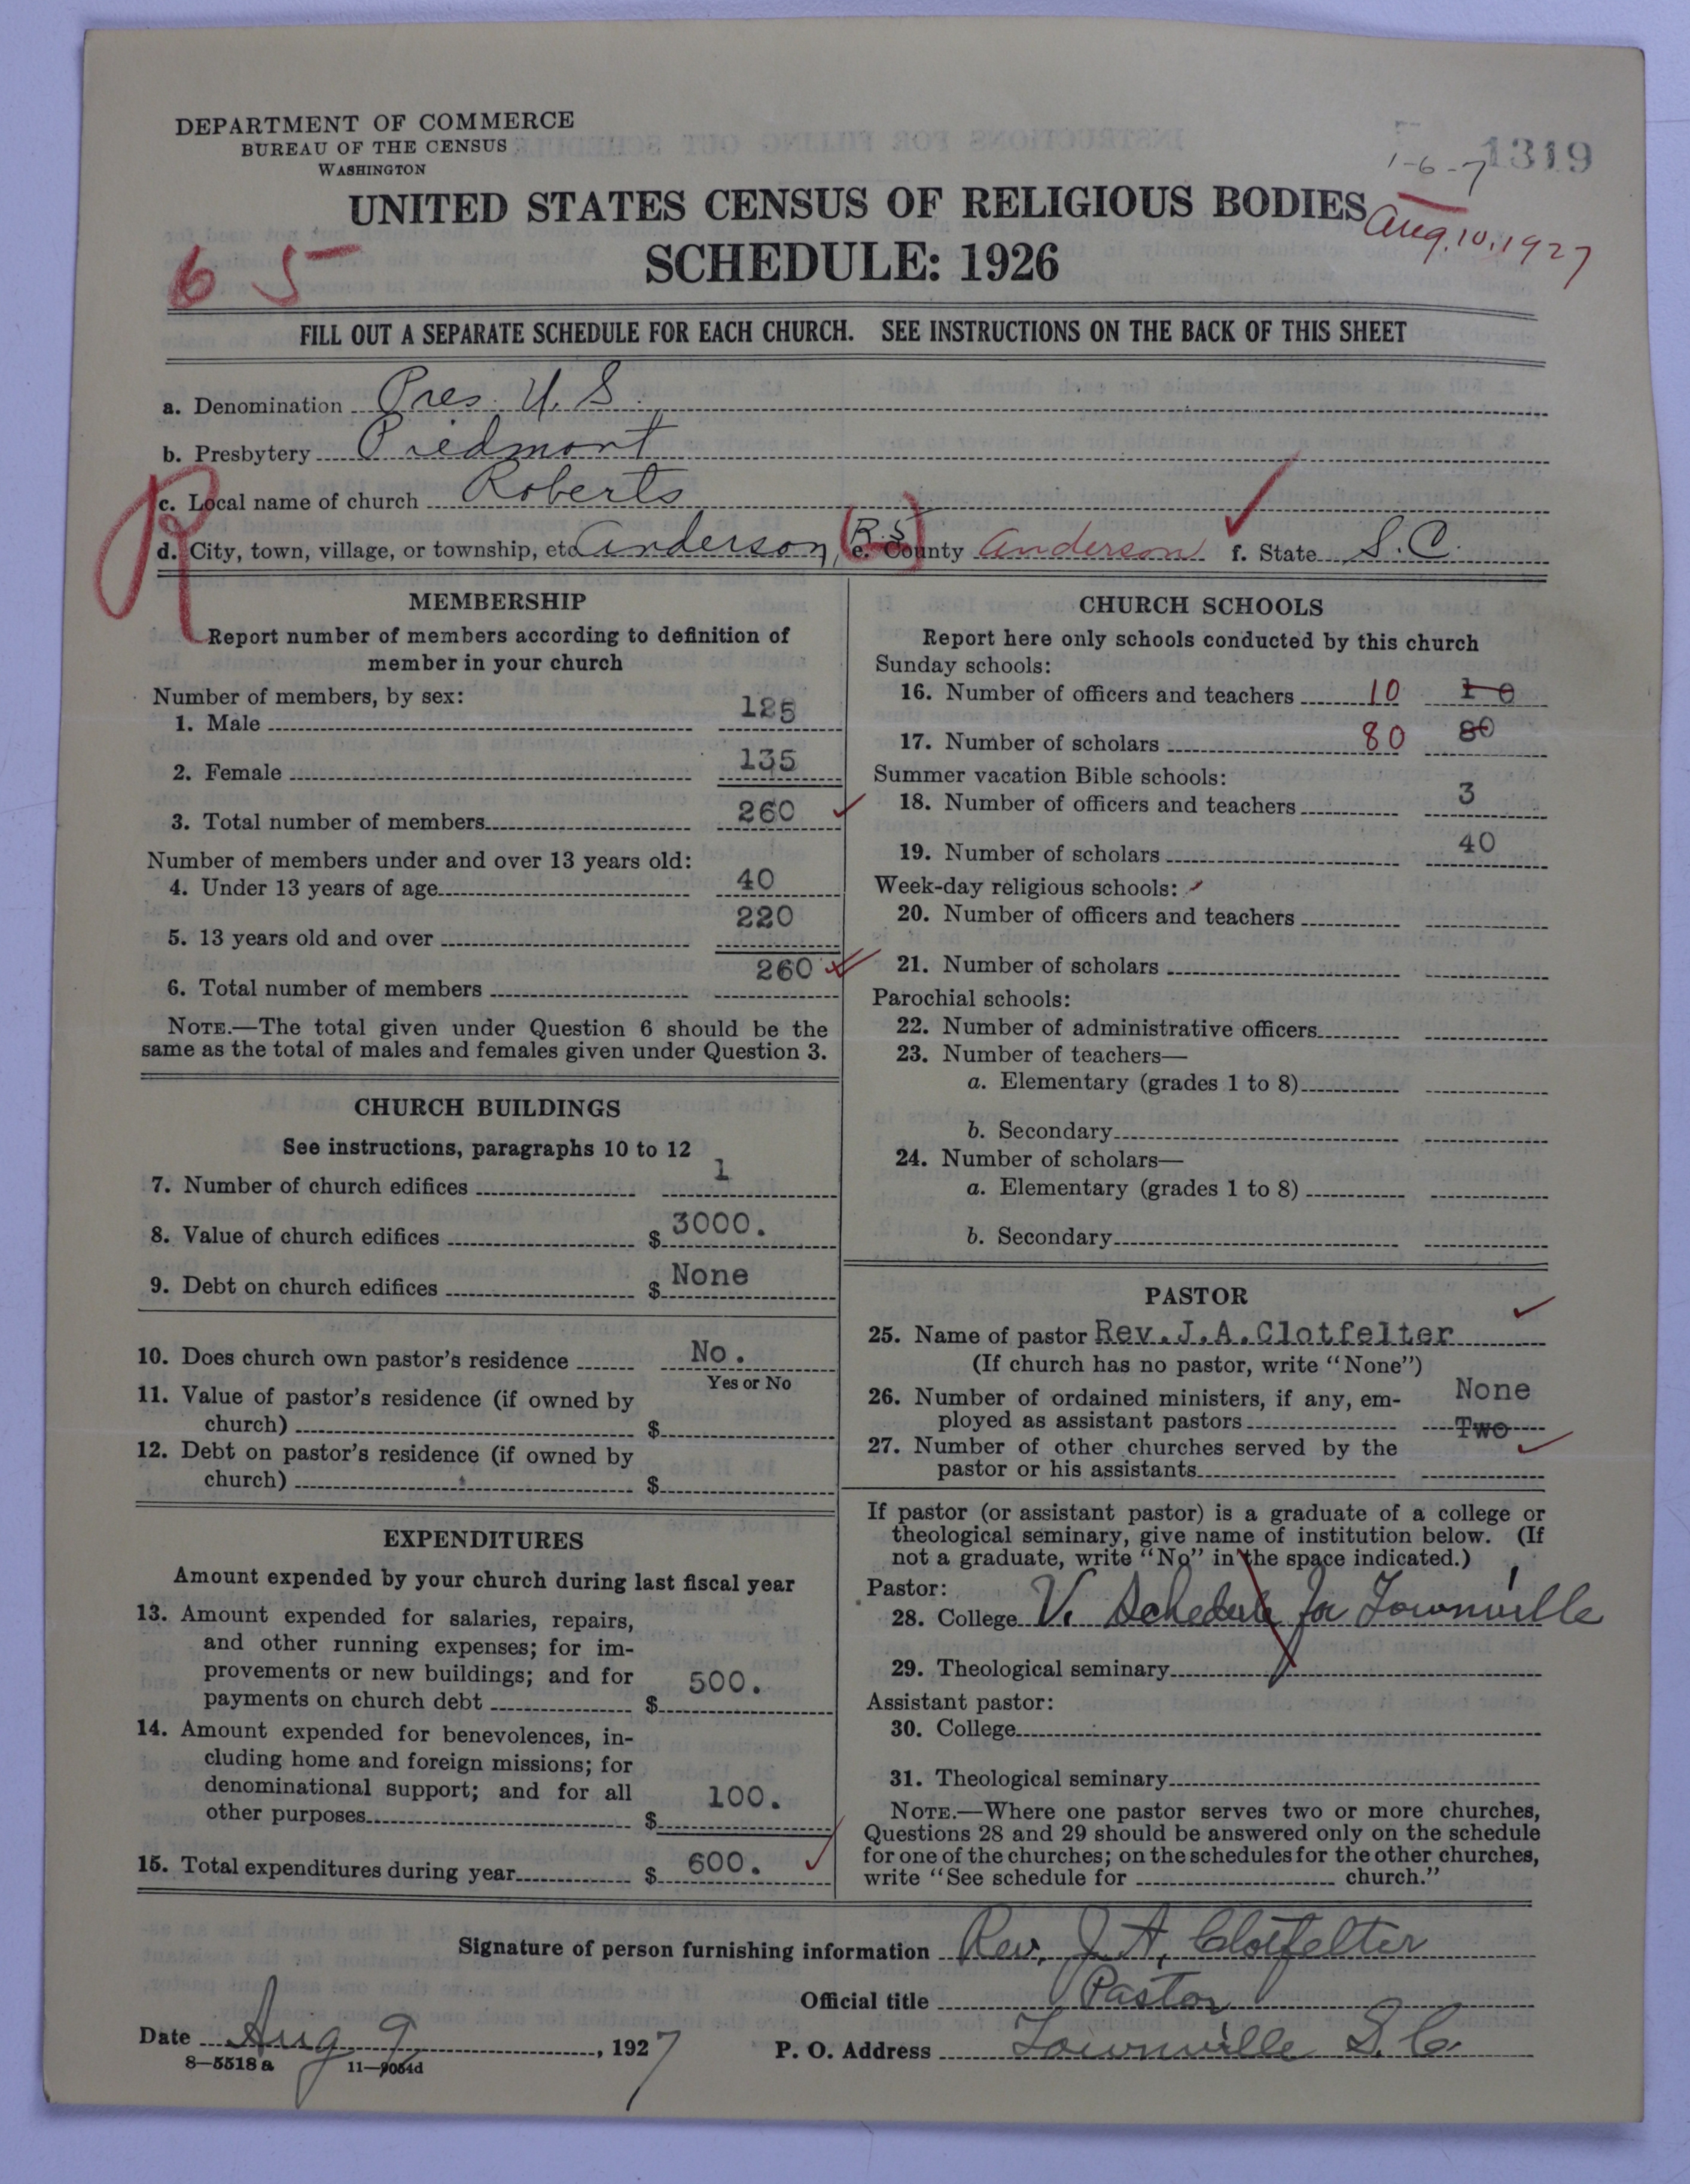 DEPARTMENT OF COMMERCE
BUREAU OF THE CENSUS
WASHINGTON
1319
1-6-7
UNITED STATES CENSUS OF RELIGIOUS BODIES
Aug. 10, 1927
SCHEDULE: 1926
6 5
FILL OUT A SEPARATE SCHEDULE FOR EACH CHURCH. SEE INSTRUCTIONS ON THE BACK OF THIS SHEET
a. Denomination Pres. U. S.
b. Presbytery Piedmont
R
c. Local name of church Roberts
d. City, town, village, or township, etc Anderson, (R.5) e. County Anderson f. State S. C.
MEMBERSHIP
Report number of members according to definition of
member in your church
Number of members, by sex:
1. Male 125
2. Female 135
3. Total number of members 260
Number of members under and over 13 years old:
4. Under 13 years of age 40
5. 13 years old and over 220
6. Total number of members 260
NOTE.—The total given under Question 6 should be the
same as the total of males and females given under Question 3.
CHURCH BUILDINGS
See instructions, paragraphs 10 to 12
7. Number of church edifices 1
8. Value of church edifices $ 3000.
9. Debt on church edifices $ None
10. Does church own pastor's residence No.
Yes or No
11. Value of pastor's residence (if owned by
church) $
12. Debt on pastor's residence (if owned by
church) $
EXPENDITURES
Amount expended by your church during last fiscal year
13. Amount expended for salaries, repairs,
and other running expenses; for im-
provements or new buildings; and for
payments on church debt $ 500.
14. Amount expended for benevolences, in-
cluding home and foreign missions; for
denominational support; and for all
other purposes $ 100.
15. Total expenditures during year $ 600.
CHURCH SCHOOLS
Report here only schools conducted by this church
Sunday schools:
16. Number of officers and teachers 10 10
17. Number of scholars 80 80
Summer vacation Bible schools:
18. Number of officers and teachers 3
19. Number of scholars 40
Week-day religious schools:
20. Number of officers and teachers
21. Number of scholars
Parochial schools:
22. Number of administrative officers
23. Number of teachers—
a. Elementary (grades 1 to 8)
b. Secondary
24. Number of scholars—
a. Elementary (grades 1 to 8)
b. Secondary
PASTOR
25. Name of pastor Rev. J. A. Clotfelter
(If church has no pastor, write "None")
26. Number of ordained ministers, if any, em- None
ployed as assistant pastors Two
27. Number of other churches served by the
pastor or his assistants
If pastor (or assistant pastor) is a graduate of a college or
theological seminary, give name of institution below. (If
not a graduate, write "No" in the space indicated.)
Pastor:
28. College V. Schedule for Townville
29. Theological seminary
Assistant pastor:
30. College
31. Theological seminary
NOTE.—Where one pastor serves two or more churches,
Questions 28 and 29 should be answered only on the schedule
for one of the churches; on the schedules for the other churches,
write "See schedule for church."
Signature of person furnishing information Rev. J. A. Clotfelter
Official title Pastor
Date Aug 9, 1927
P. O. Address Townville S. C.
8—5518 a 11—9054d